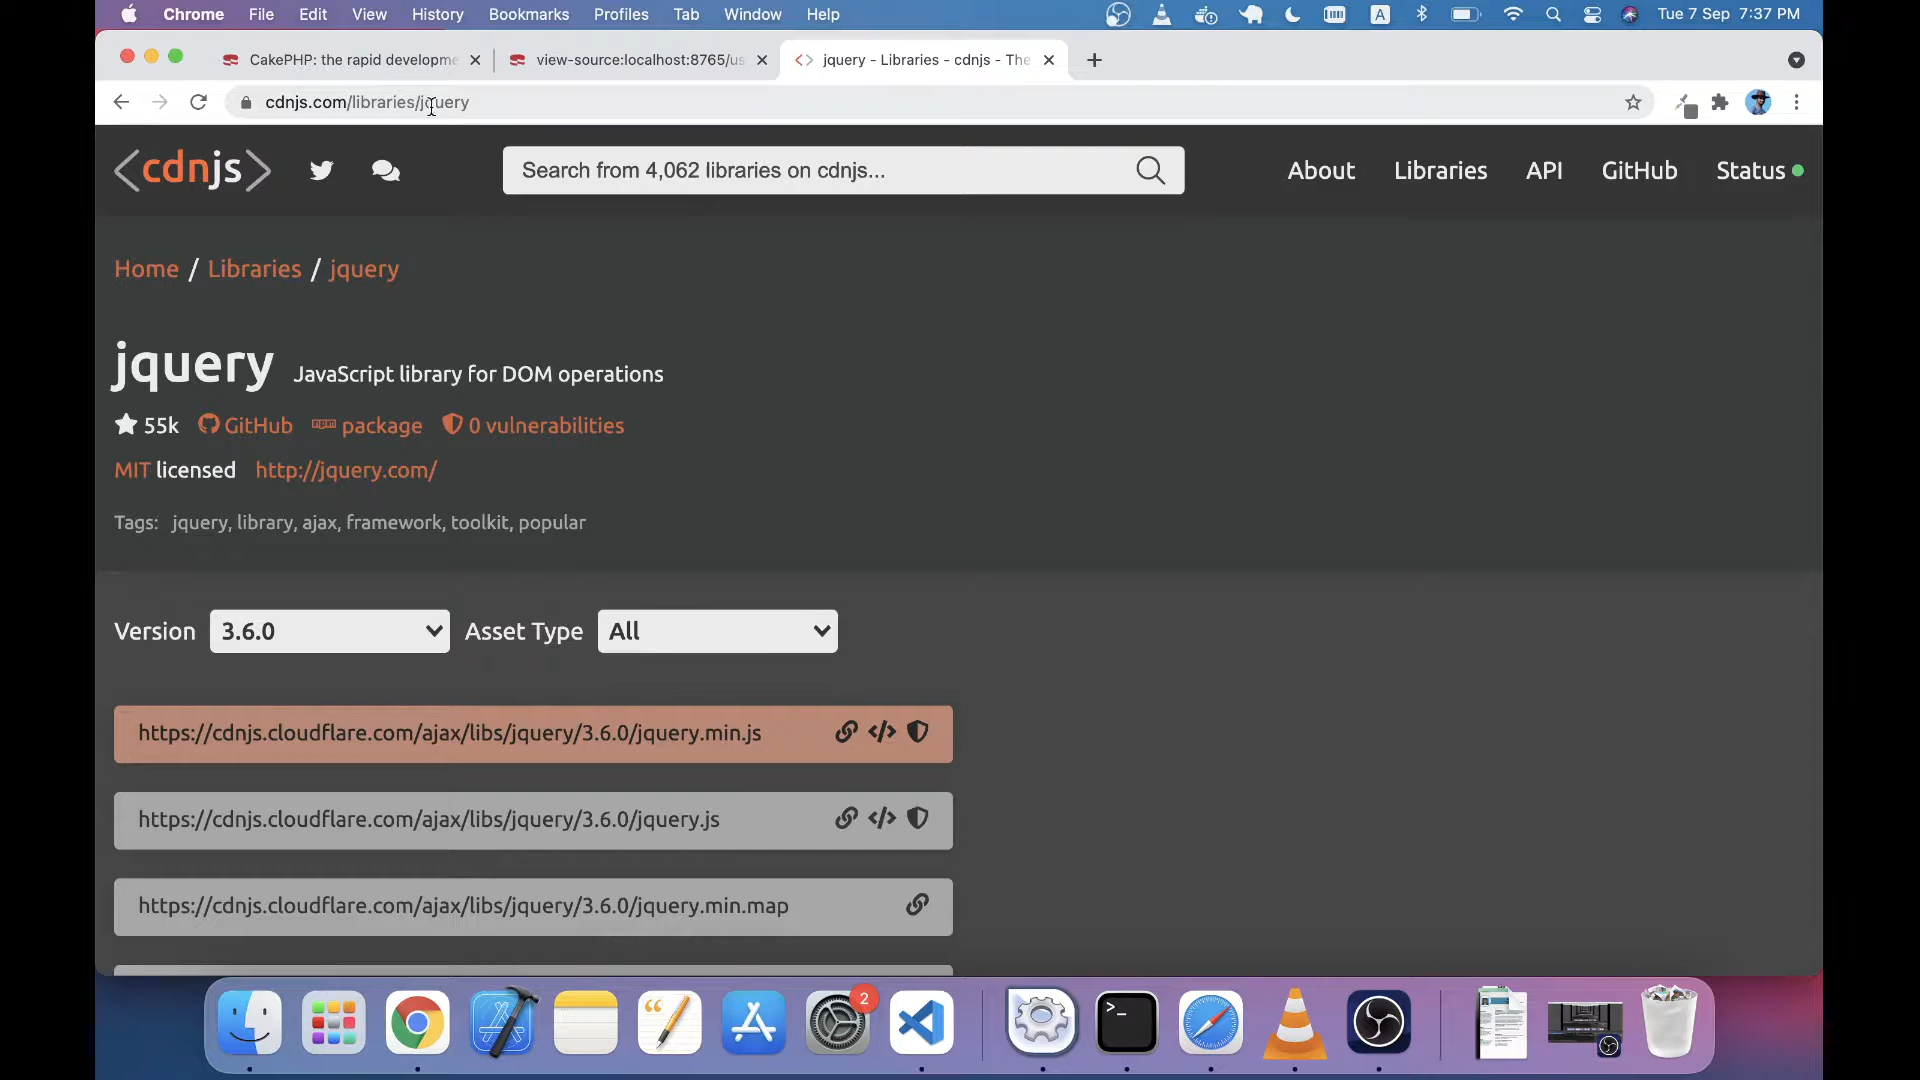 Chrome File Edit View History Bookmarks Profiles Tab Window Help A Tue 7 Sep 7:37 PM
CakePHP: the rapid developme view-source:localhost:8765/us jquery - Libraries - cdnjs - The
cdnjs.com/libraries/jquery
<cdnjs> Search from 4,062 libraries on cdnjs... About Libraries API GitHub Status
Home / Libraries / jquery
jquery JavaScript library for DOM operations
55k GitHub npm package 0 vulnerabilities
MIT licensed http://jquery.com/
Tags: jquery, library, ajax, framework, toolkit, popular
Version 3.6.0 Asset Type All
https://cdnjs.cloudflare.com/ajax/libs/jquery/3.6.0/jquery.min.js
https://cdnjs.cloudflare.com/ajax/libs/jquery/3.6.0/jquery.js
https://cdnjs.cloudflare.com/ajax/libs/jquery/3.6.0/jquery.min.map
2